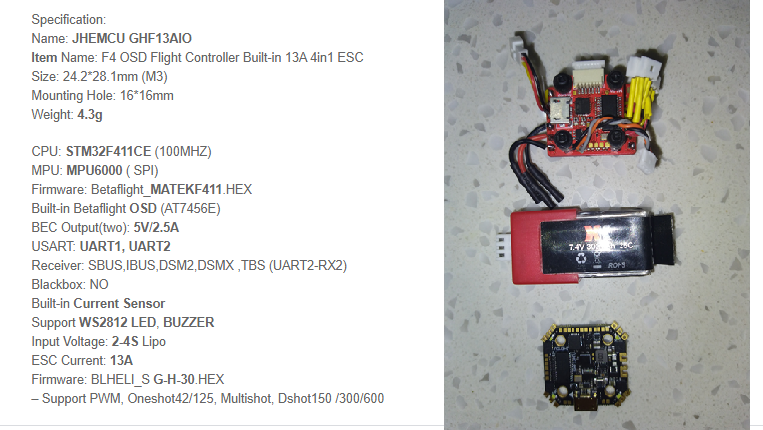 Specification:
Name: JHEMCU GHF13AIO
Item Name: F4 OSD Flight Controller Built-in 13A 4in1 ESC
Size: 24.2*28.1mm (M3)
Mounting Hole: 16*16mm
Weight: 4.3g
CPU: STM32F411CE (100MHZ)
MPU: MPU6000 ( SPI)
Firmware: Betaflight_MATEKF411.HEX
Built-in Betaflight OSD (AT7456E)
BEC Output(two): 5V/2.5A
USART: UART1, UART2
Receiver: SBUS,IBUS,DSM2,DSMX ,TBS (UART2-RX2)
Blackbox: NO
Built-in Current Sensor
Support WS2812 LED, BUZZER
Input Voltage: 2-4S Lipo
ESC Current: 13A
Firmware: BLHELI_S G-H-30.HEX
– Support PWM, Oneshot42/125, Multishot, Dshot150 /300/600
7.4V